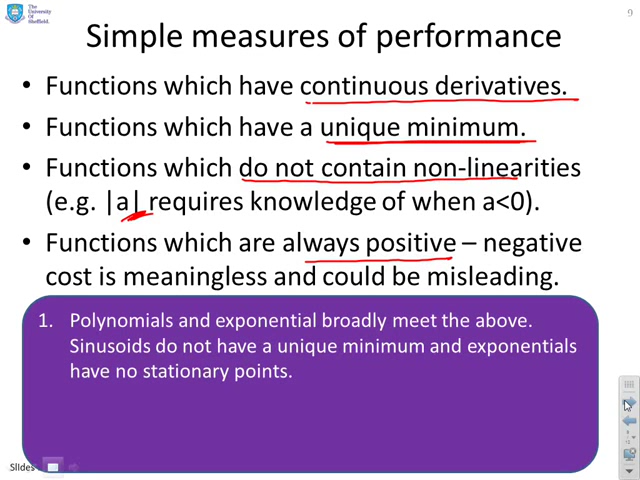 The
University
Of
Sheffield.
9
Simple measures of performance
• Functions which have continuous derivatives.
• Functions which have a unique minimum.
• Functions which do not contain non-linearities
(e.g. |a| requires knowledge of when a<0).
• Functions which are always positive – negative
cost is meaningless and could be misleading.
1. Polynomials and exponential broadly meet the above.
Sinusoids do not have a unique minimum and exponentials
have no stationary points.
Slides